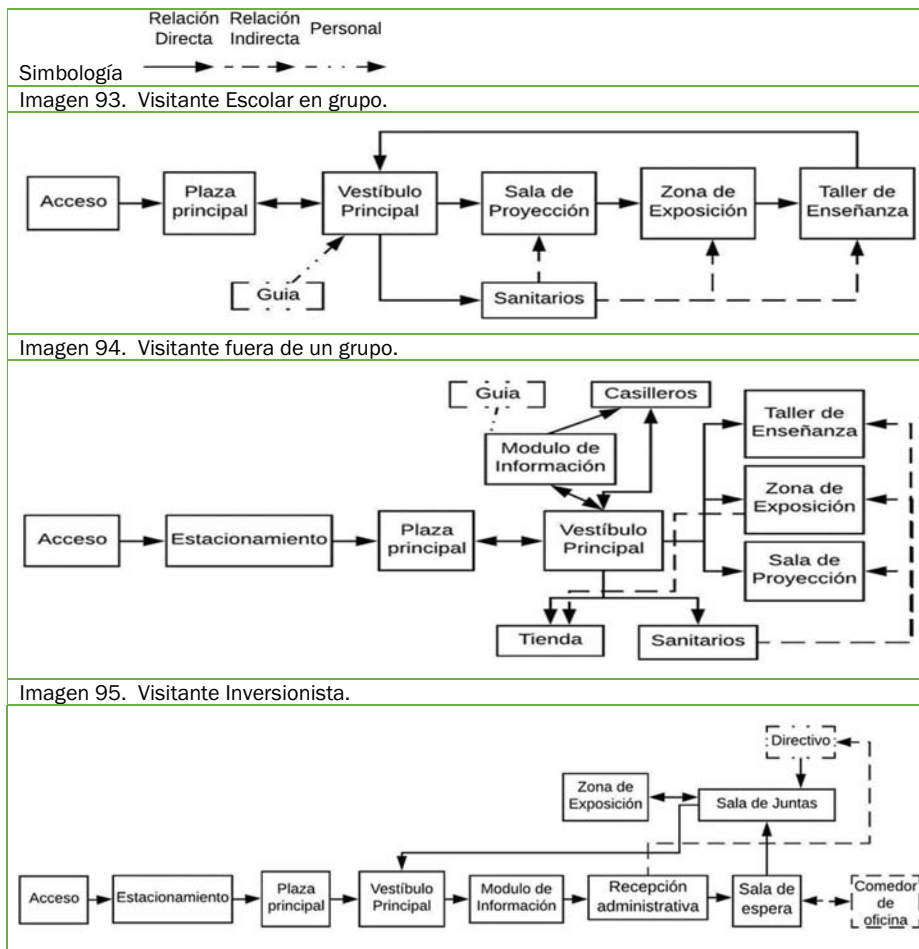 Relación
Directa
Relación
Indirecta
Personal
Simbología
Imagen 93. Visitante Escolar en grupo.
Acceso
Plaza
principal
Vestíbulo
Principal
Sala de
Proyección
Zona de
Exposición
Taller de
Enseñanza
Guia
Sanitarios
Imagen 94. Visitante fuera de un grupo.
Guia
Casilleros
Modulo de
Información
Taller de
Enseñanza
Zona de
Exposición
Acceso
Estacionamiento
Plaza
principal
Vestíbulo
Principal
Sala de
Proyección
Tienda
Sanitarios
Imagen 95. Visitante Inversionista.
Directivo
Zona de
Exposición
Sala de Juntas
Acceso
Estacionamiento
Plaza
principal
Vestíbulo
Principal
Modulo de
Información
Recepción
administrativa
Sala de
espera
Comedor
de
oficina